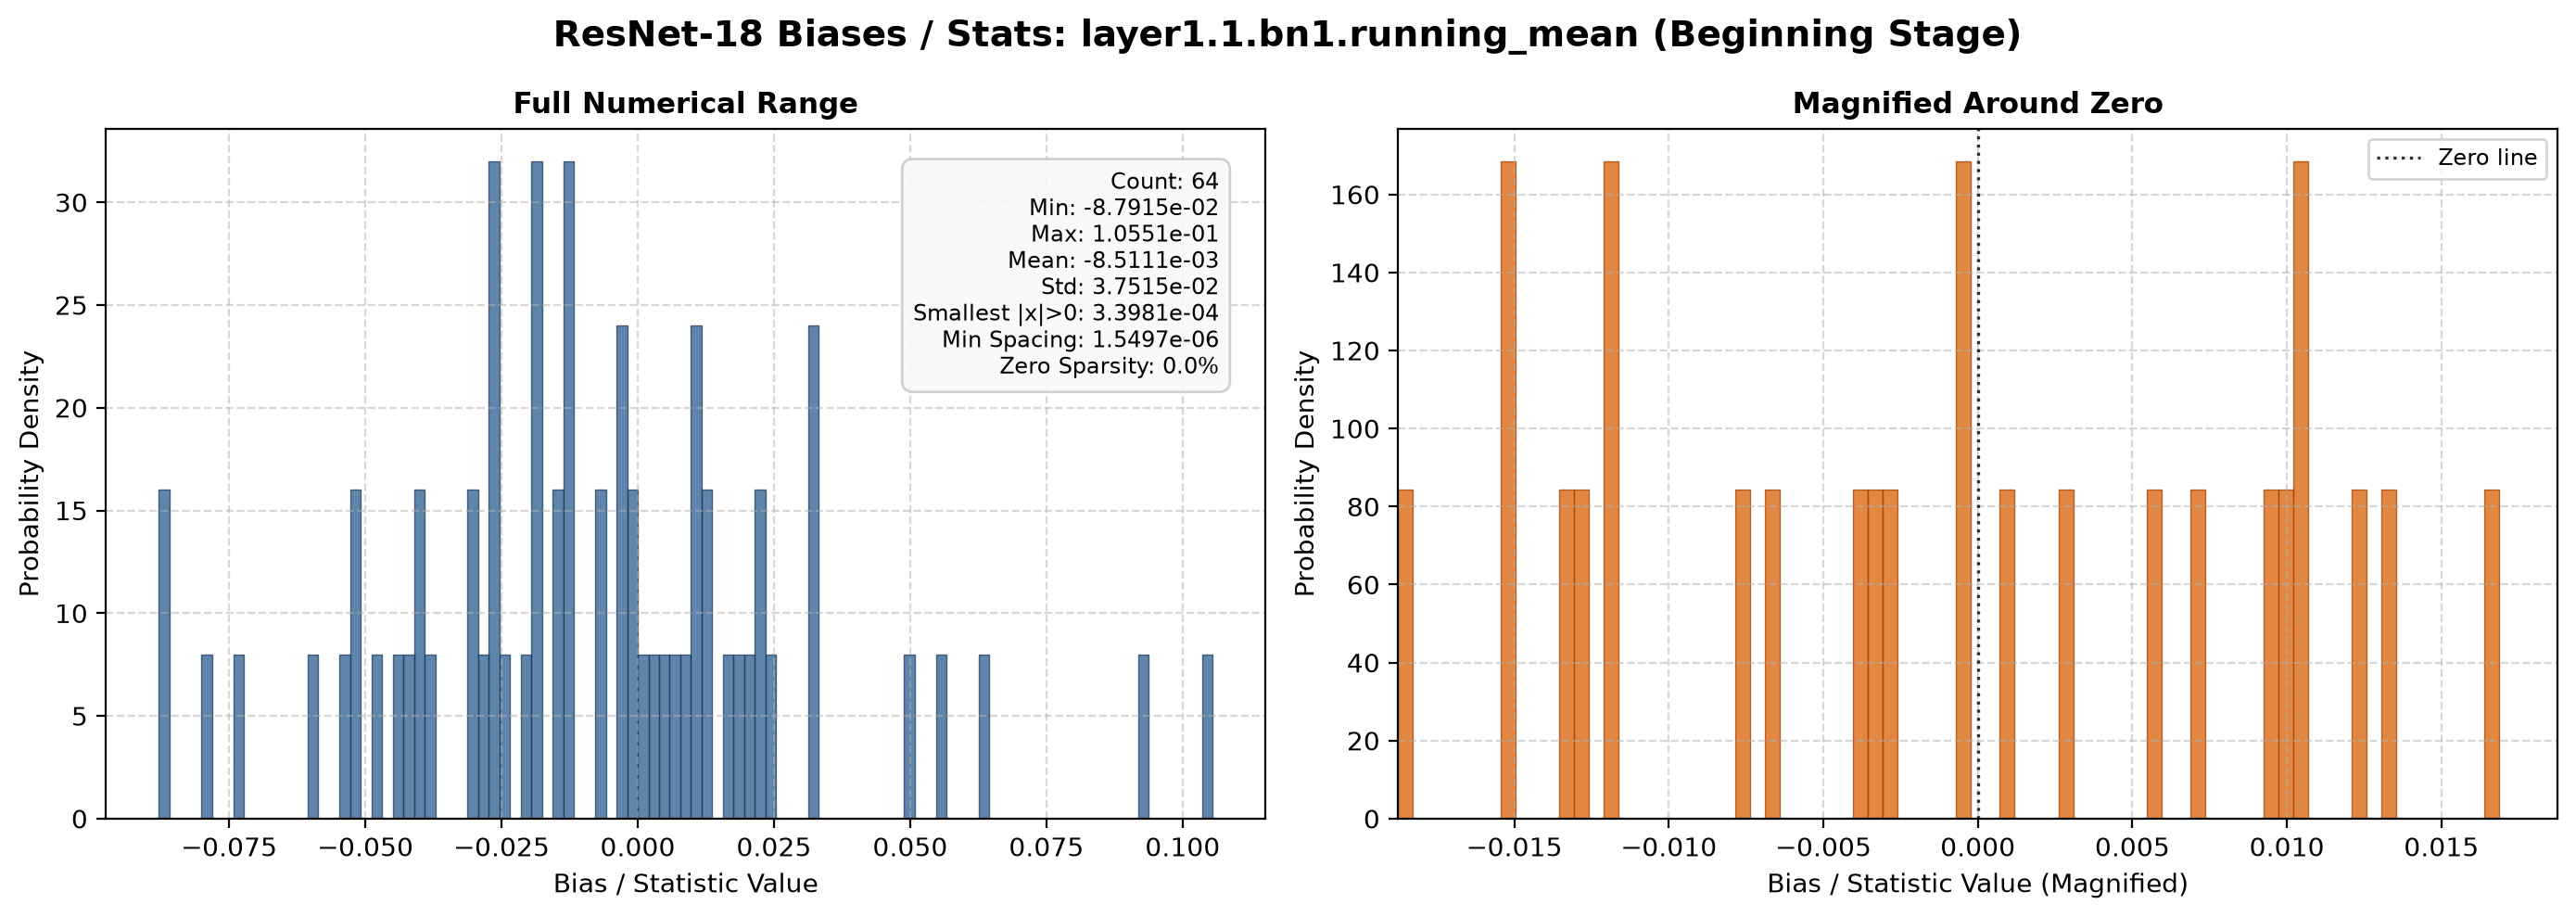 ResNet-18 Biases / Stats: layer1.1.bn1.running_mean (Beginning Stage)
Full Numerical Range
Probability Density
30
25
20
15
10
5
0
Count: 64
Min: -8.7915e-02
Max: 1.0551e-01
Mean: -8.5111e-03
Std: 3.7515e-02
Smallest |x|>0: 3.3981e-04
Min Spacing: 1.5497e-06
Zero Sparsity: 0.0%
−0.075 −0.050 −0.025 0.000 0.025 0.050 0.075 0.100
Bias / Statistic Value
Magnified Around Zero
Probability Density
160
140
120
100
80
60
40
20
0
Zero line
−0.015 −0.010 −0.005 0.000 0.005 0.010 0.015
Bias / Statistic Value (Magnified)